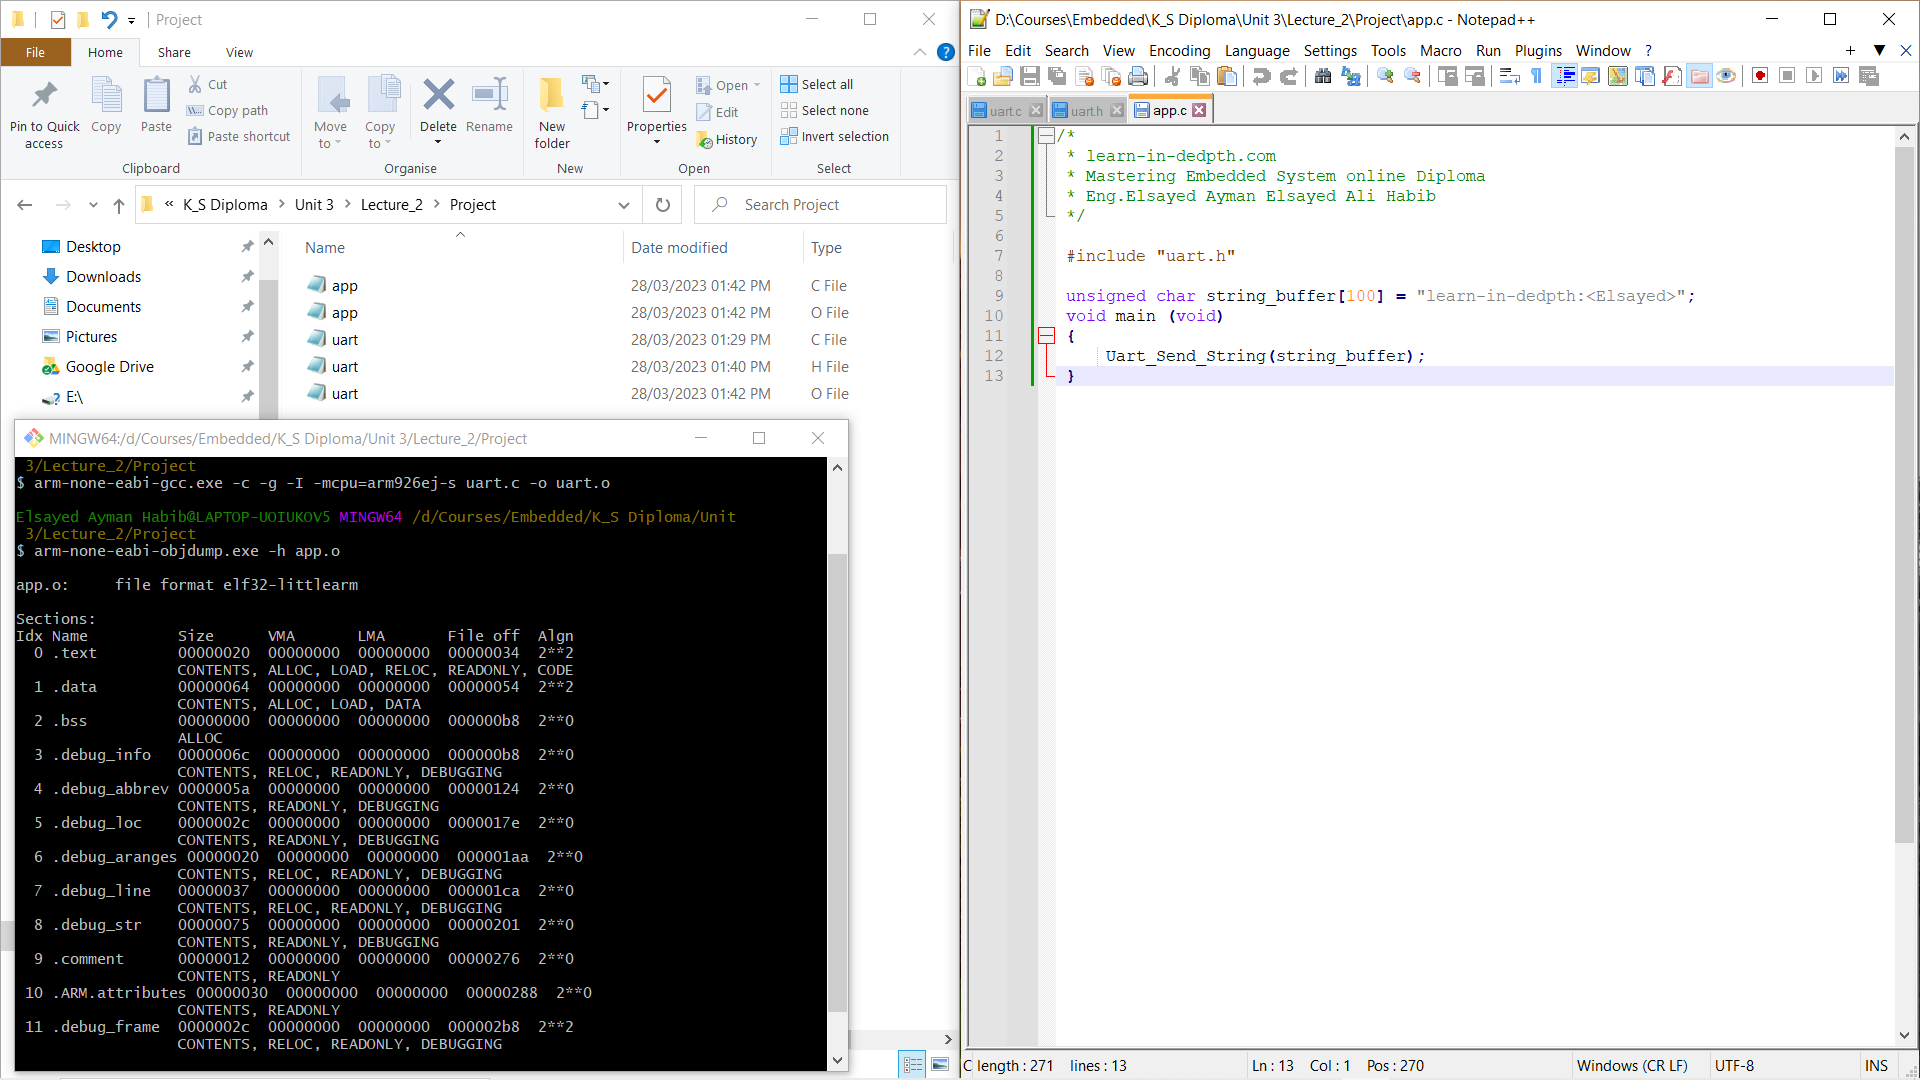 Project
File
Home
Share
View
Pin to Quick access
Copy
Paste
Cut
Copy path
Paste shortcut
Clipboard
Move to
Copy to
Delete
Rename
Organise
New folder
New
Properties
Open
Edit
History
Open
Select all
Select none
Invert selection
Select
« K_S Diploma > Unit 3 > Lecture_2 > Project
Search Project
Desktop
Downloads
Documents
Pictures
Google Drive
E:\
Name Date modified Type
app 28/03/2023 01:42 PM C File
app 28/03/2023 01:42 PM O File
uart 28/03/2023 01:29 PM C File
uart 28/03/2023 01:40 PM H File
uart 28/03/2023 01:42 PM O File
MINGW64:/d/Courses/Embedded/K_S Diploma/Unit 3/Lecture_2/Project
3/Lecture_2/Project
$ arm-none-eabi-gcc.exe -c -g -I -mcpu=arm926ej-s uart.c -o uart.o
Elsayed Ayman Habib@LAPTOP-UOIUKOV5 MINGW64 /d/Courses/Embedded/K_S Diploma/Unit
3/Lecture_2/Project
$ arm-none-eabi-objdump.exe -h app.o
app.o:     file format elf32-littlearm
Sections:
Idx Name          Size      VMA       LMA       File off  Algn
0 .text         00000020  00000000  00000000  00000034  2**2
CONTENTS, ALLOC, LOAD, RELOC, READONLY, CODE
1 .data         00000064  00000000  00000000  00000054  2**2
CONTENTS, ALLOC, LOAD, DATA
2 .bss          00000000  00000000  00000000  000000b8  2**0
ALLOC
3 .debug_info   0000006c  00000000  00000000  000000b8  2**0
CONTENTS, RELOC, READONLY, DEBUGGING
4 .debug_abbrev 0000005a  00000000  00000000  00000124  2**0
CONTENTS, READONLY, DEBUGGING
5 .debug_loc    0000002c  00000000  00000000  0000017e  2**0
CONTENTS, READONLY, DEBUGGING
6 .debug_aranges 00000020  00000000  00000000  000001aa  2**0
CONTENTS, RELOC, READONLY, DEBUGGING
7 .debug_line   00000037  00000000  00000000  000001ca  2**0
CONTENTS, RELOC, READONLY, DEBUGGING
8 .debug_str    00000075  00000000  00000000  00000201  2**0
CONTENTS, READONLY, DEBUGGING
9 .comment      00000012  00000000  00000000  00000276  2**0
CONTENTS, READONLY
10 .ARM.attributes 00000030  00000000  00000000  00000288  2**0
CONTENTS, READONLY
11 .debug_frame  0000002c  00000000  00000000  000002b8  2**2
CONTENTS, RELOC, READONLY, DEBUGGING
D:\Courses\Embedded\K_S Diploma\Unit 3\Lecture_2\Project\app.c - Notepad++
File Edit Search View Encoding Language Settings Tools Macro Run Plugins Window ?
uart.c uart.h app.c
1 /*
2 * learn-in-dedpth.com
3 * Mastering Embedded System online Diploma
4 * Eng.Elsayed Ayman Elsayed Ali Habib
5 */
6
7 #include "uart.h"
8
9 unsigned char string_buffer[100] = "learn-in-dedpth:<Elsayed>";
10 void main (void)
11 {
12 Uart_Send_String(string_buffer);
13 }
C length : 271 lines : 13 Ln : 13 Col : 1 Pos : 270 Windows (CR LF) UTF-8 INS